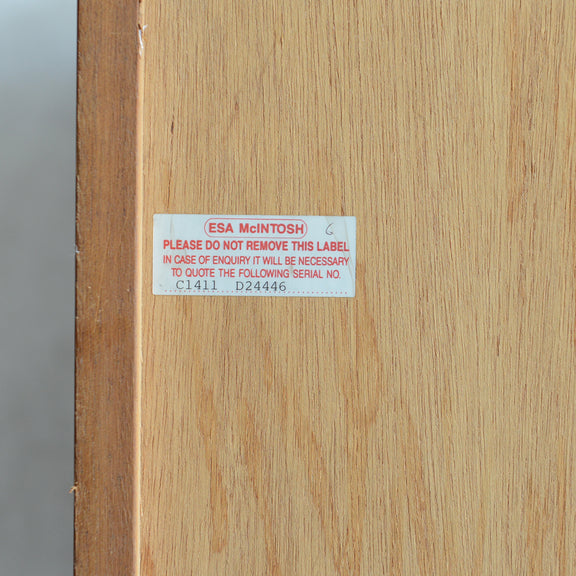 ESA McINTOSH 6
PLEASE DO NOT REMOVE THIS LABEL
IN CASE OF ENQUIRY IT WILL BE NECESSARY
TO QUOTE THE FOLLOWING SERIAL NO.
C1411 D24446